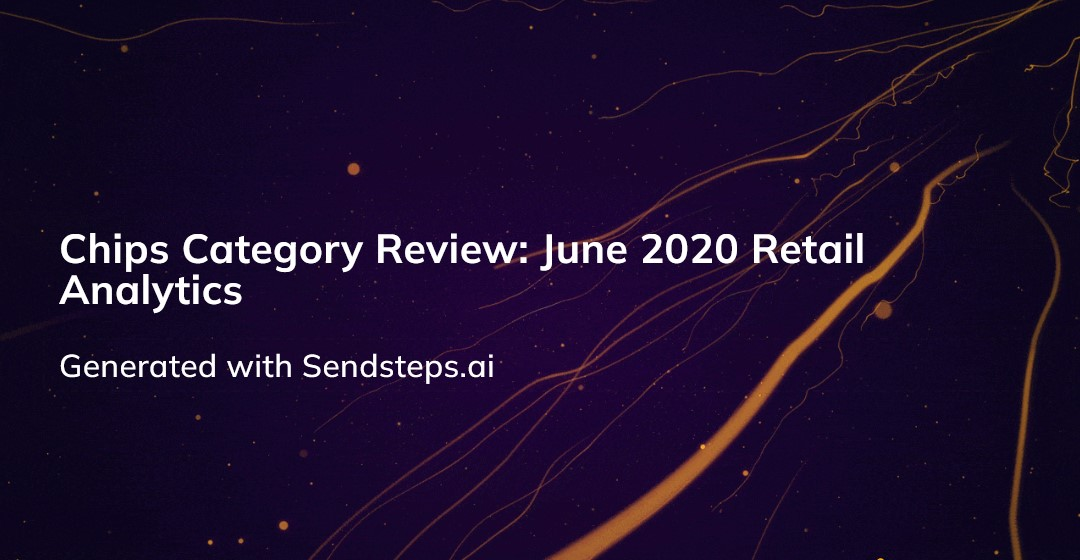 Chips Category Review: June 2020 Retail
Analytics
Generated with Sendsteps.ai